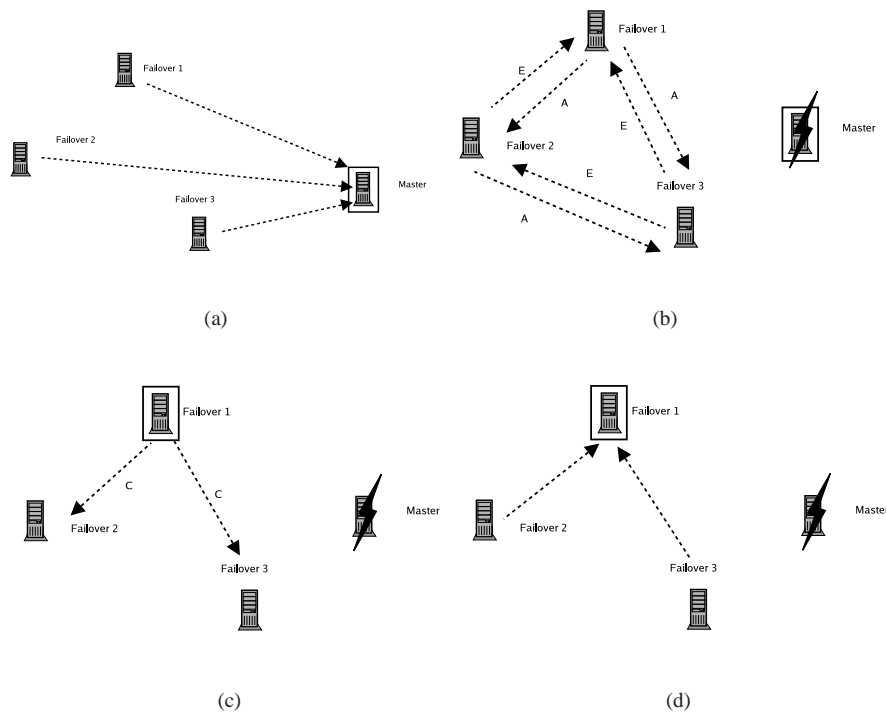 Failover 1
Failover 2
Failover 3
Master
(a)
Failover 1
E
A
A
E
Failover 2
E
Failover 3
A
Master
(b)
Failover 1
C
C
Failover 2
Failover 3
Master
(c)
Failover 1
Failover 2
Failover 3
Master
(d)